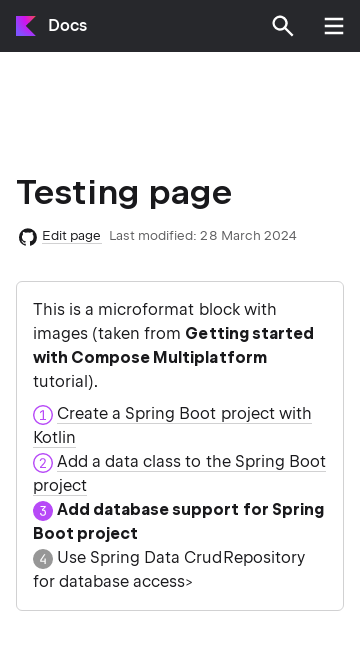 Docs
Testing page
Edit page Last modified: 28 March 2024
This is a microformat block with
images (taken from Getting started
with Compose Multiplatform
tutorial).
1 Create a Spring Boot project with
Kotlin
2 Add a data class to the Spring Boot
project
3 Add database support for Spring
Boot project
4 Use Spring Data CrudRepository
for database access>